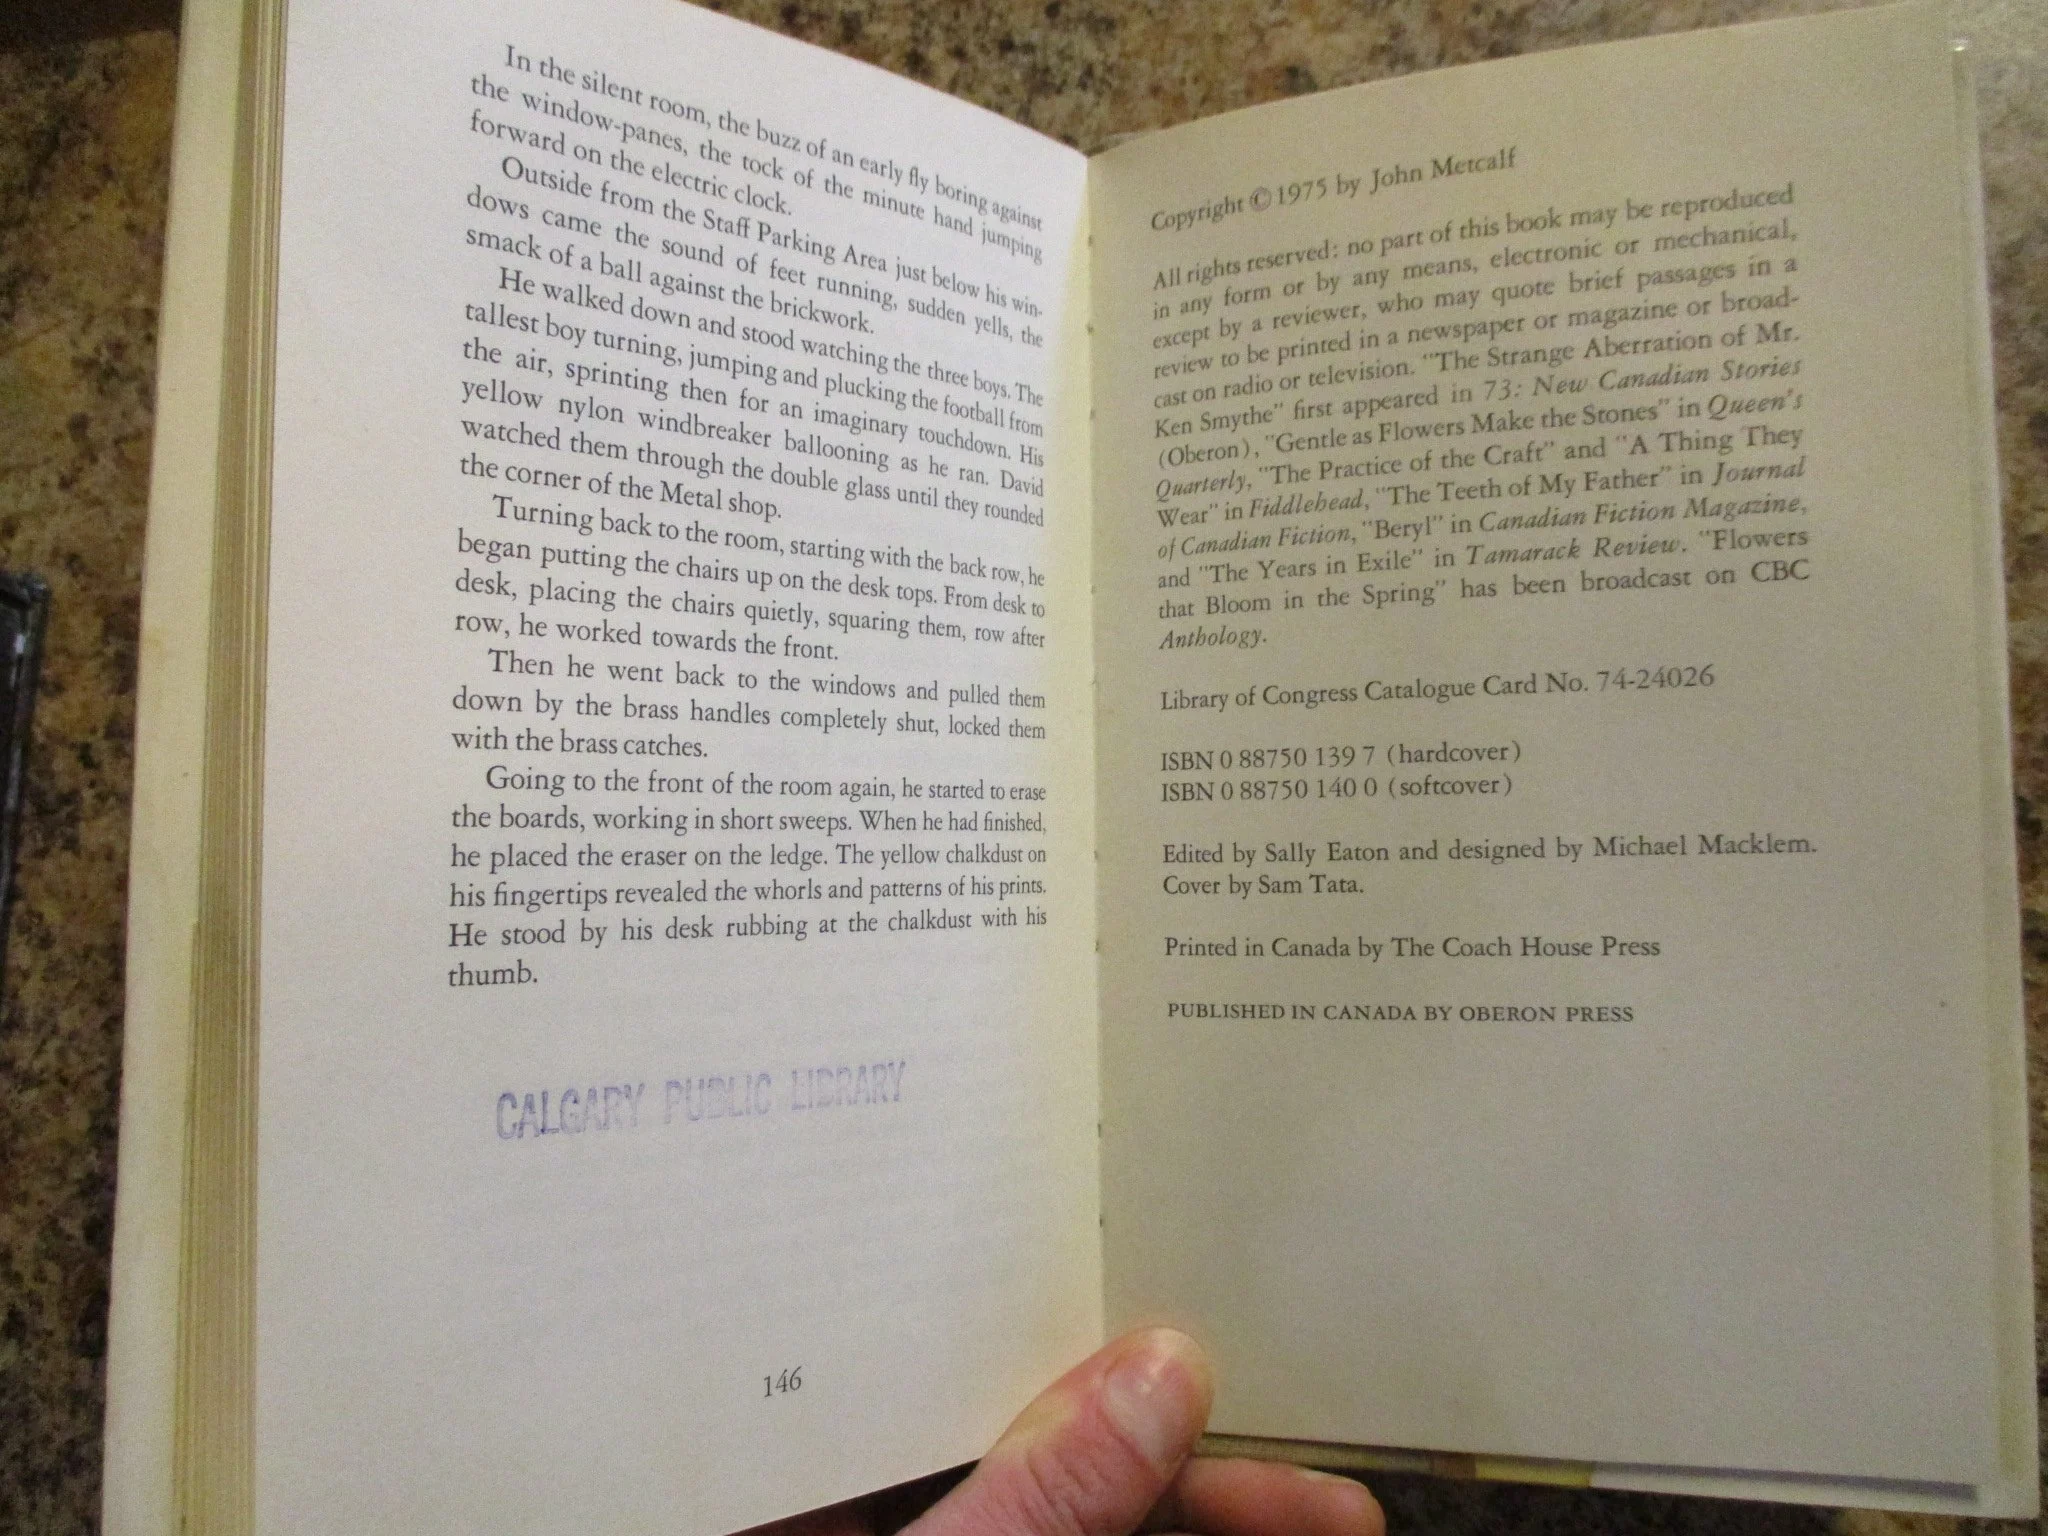 In the silent room, the buzz of an early fly boring against
the window-panes, the tock of the minute hand jumping
forward on the electric clock.
Outside from the Staff Parking Area just below his win-
dows came the sound of feet running, sudden yells, the
smack of a ball against the brickwork.
He walked down and stood watching the three boys. The
tallest boy turning, jumping and plucking the football from
the air, sprinting then for an imaginary touchdown. His
yellow nylon windbreaker ballooning as he ran. David
watched them through the double glass until they rounded
the corner of the Metal shop.
Turning back to the room, starting with the back row, he
began putting the chairs up on the desk tops. From desk to
desk, placing the chairs quietly, squaring them, row after
row, he worked towards the front.
Then he went back to the windows and pulled them
down by the brass handles completely shut, locked them
with the brass catches.
Going to the front of the room again, he started to erase
the boards, working in short sweeps. When he had finished,
he placed the eraser on the ledge. The yellow chalkdust on
his fingertips revealed the whorls and patterns of his prints.
He stood by his desk rubbing at the chalkdust with his
thumb.
CALGARY PUBLIC LIBRARY
146
Copyright © 1975 by John Metcalf
All rights reserved: no part of this book may be reproduced
in any form or by any means, electronic or mechanical,
except by a reviewer, who may quote brief passages in a
review to be printed in a newspaper or magazine or broad-
cast on radio or television. "The Strange Aberration of Mr.
Ken Smythe" first appeared in 73: New Canadian Stories
(Oberon), "Gentle as Flowers Make the Stones" in Queen's
Quarterly, "The Practice of the Craft" and "A Thing They
Wear" in Fiddlehead, "The Teeth of My Father" in Journal
of Canadian Fiction, "Beryl" in Canadian Fiction Magazine,
and "The Years in Exile" in Tamarack Review. "Flowers
that Bloom in the Spring" has been broadcast on CBC
Anthology.
Library of Congress Catalogue Card No. 74-24026
ISBN 0 88750 139 7 (hardcover)
ISBN 0 88750 140 0 (softcover)
Edited by Sally Eaton and designed by Michael Macklem.
Cover by Sam Tata.
Printed in Canada by The Coach House Press
PUBLISHED IN CANADA BY OBERON PRESS